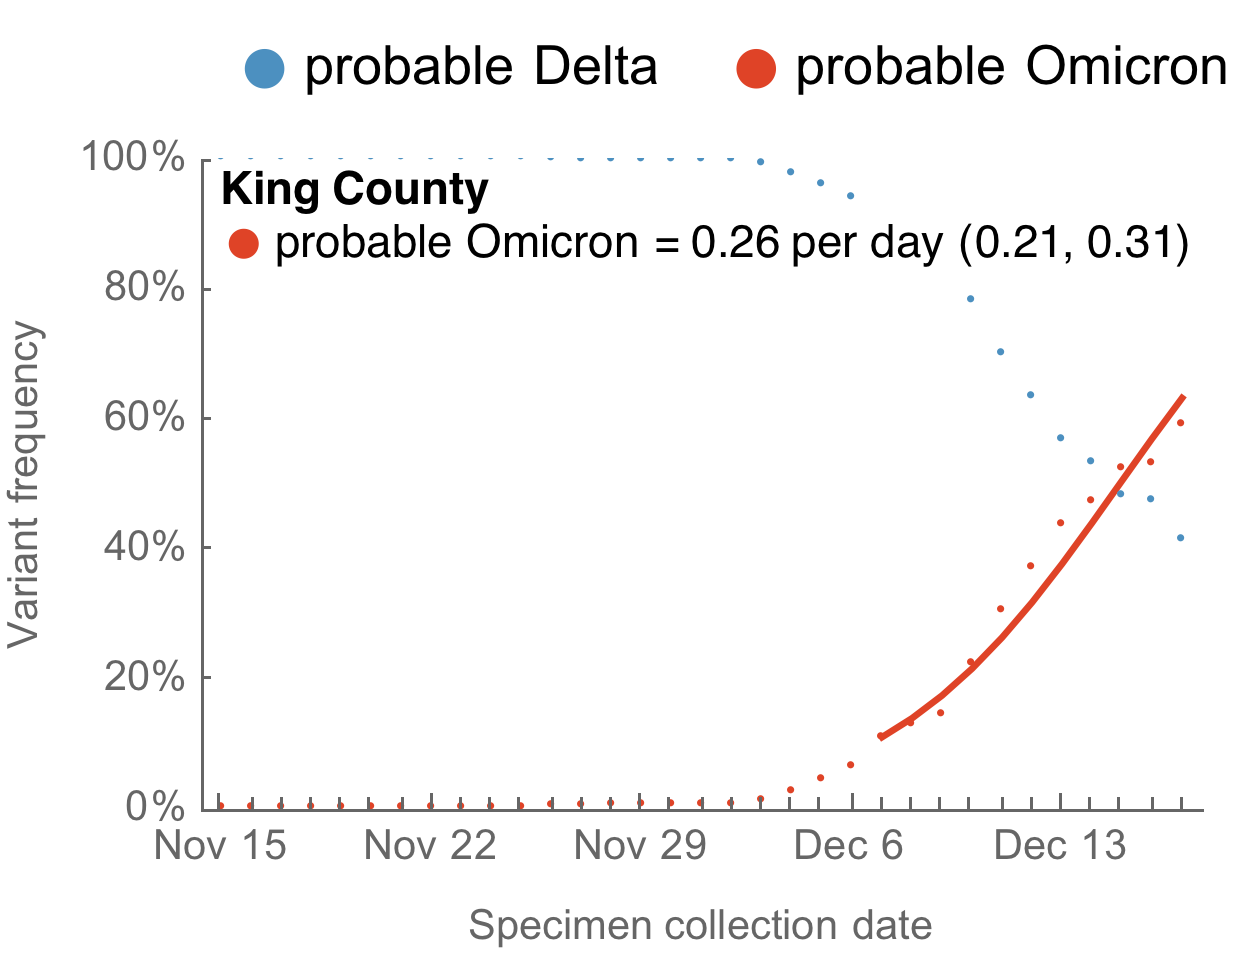 probable Delta probable Omicron
100%
King County
probable Omicron = 0.26 per day (0.21, 0.31)
80%
60%
40%
20%
0%
Variant frequency
Nov 15 Nov 22 Nov 29 Dec 6 Dec 13
Specimen collection date